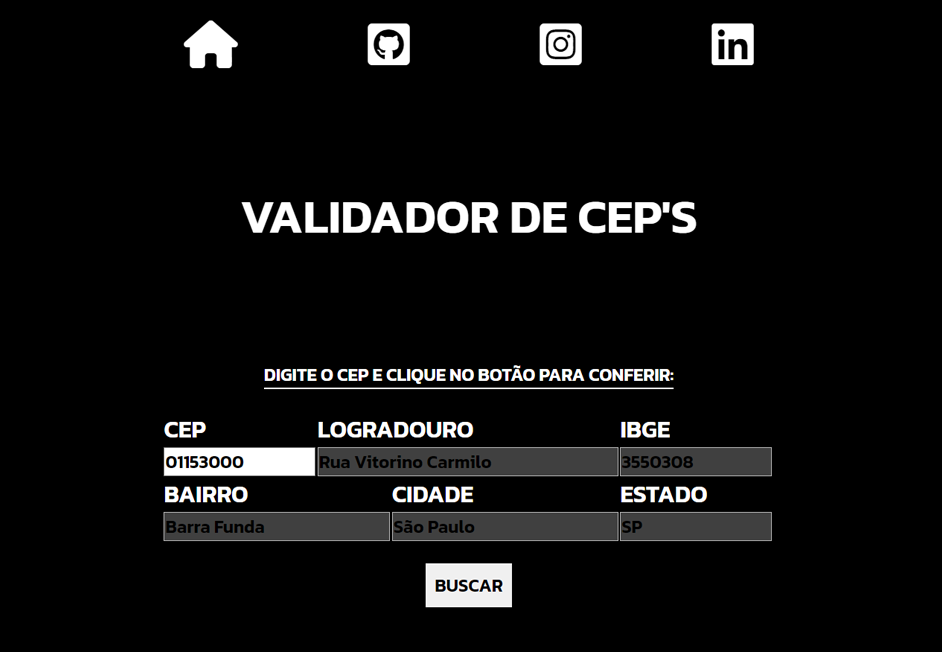 VALIDADOR DE CEP'S
DIGITE O CEP E CLIQUE NO BOTÃO PARA CONFERIR:
CEP LOGRADOURO IBGE
01153000 Rua Vitorino Carmilo 3550308
BAIRRO CIDADE ESTADO
Barra Funda São Paulo SP
BUSCAR